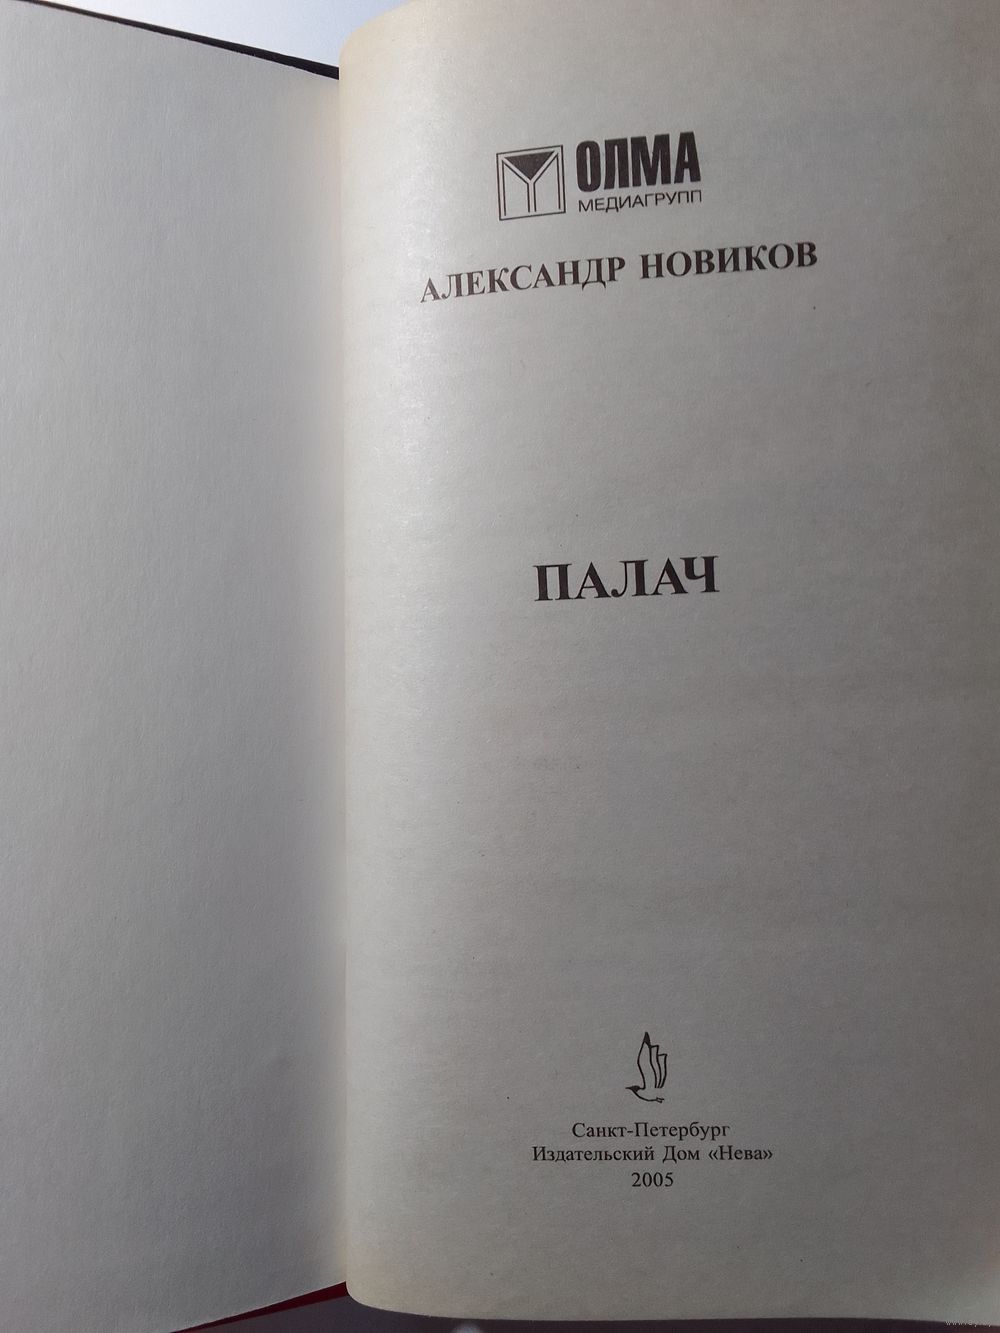 ОЛМА
МЕДИАГРУПП
АЛЕКСАНДР НОВИКОВ
ПАЛАЧ
Санкт-Петербург
Издательский Дом «Нева»
2005